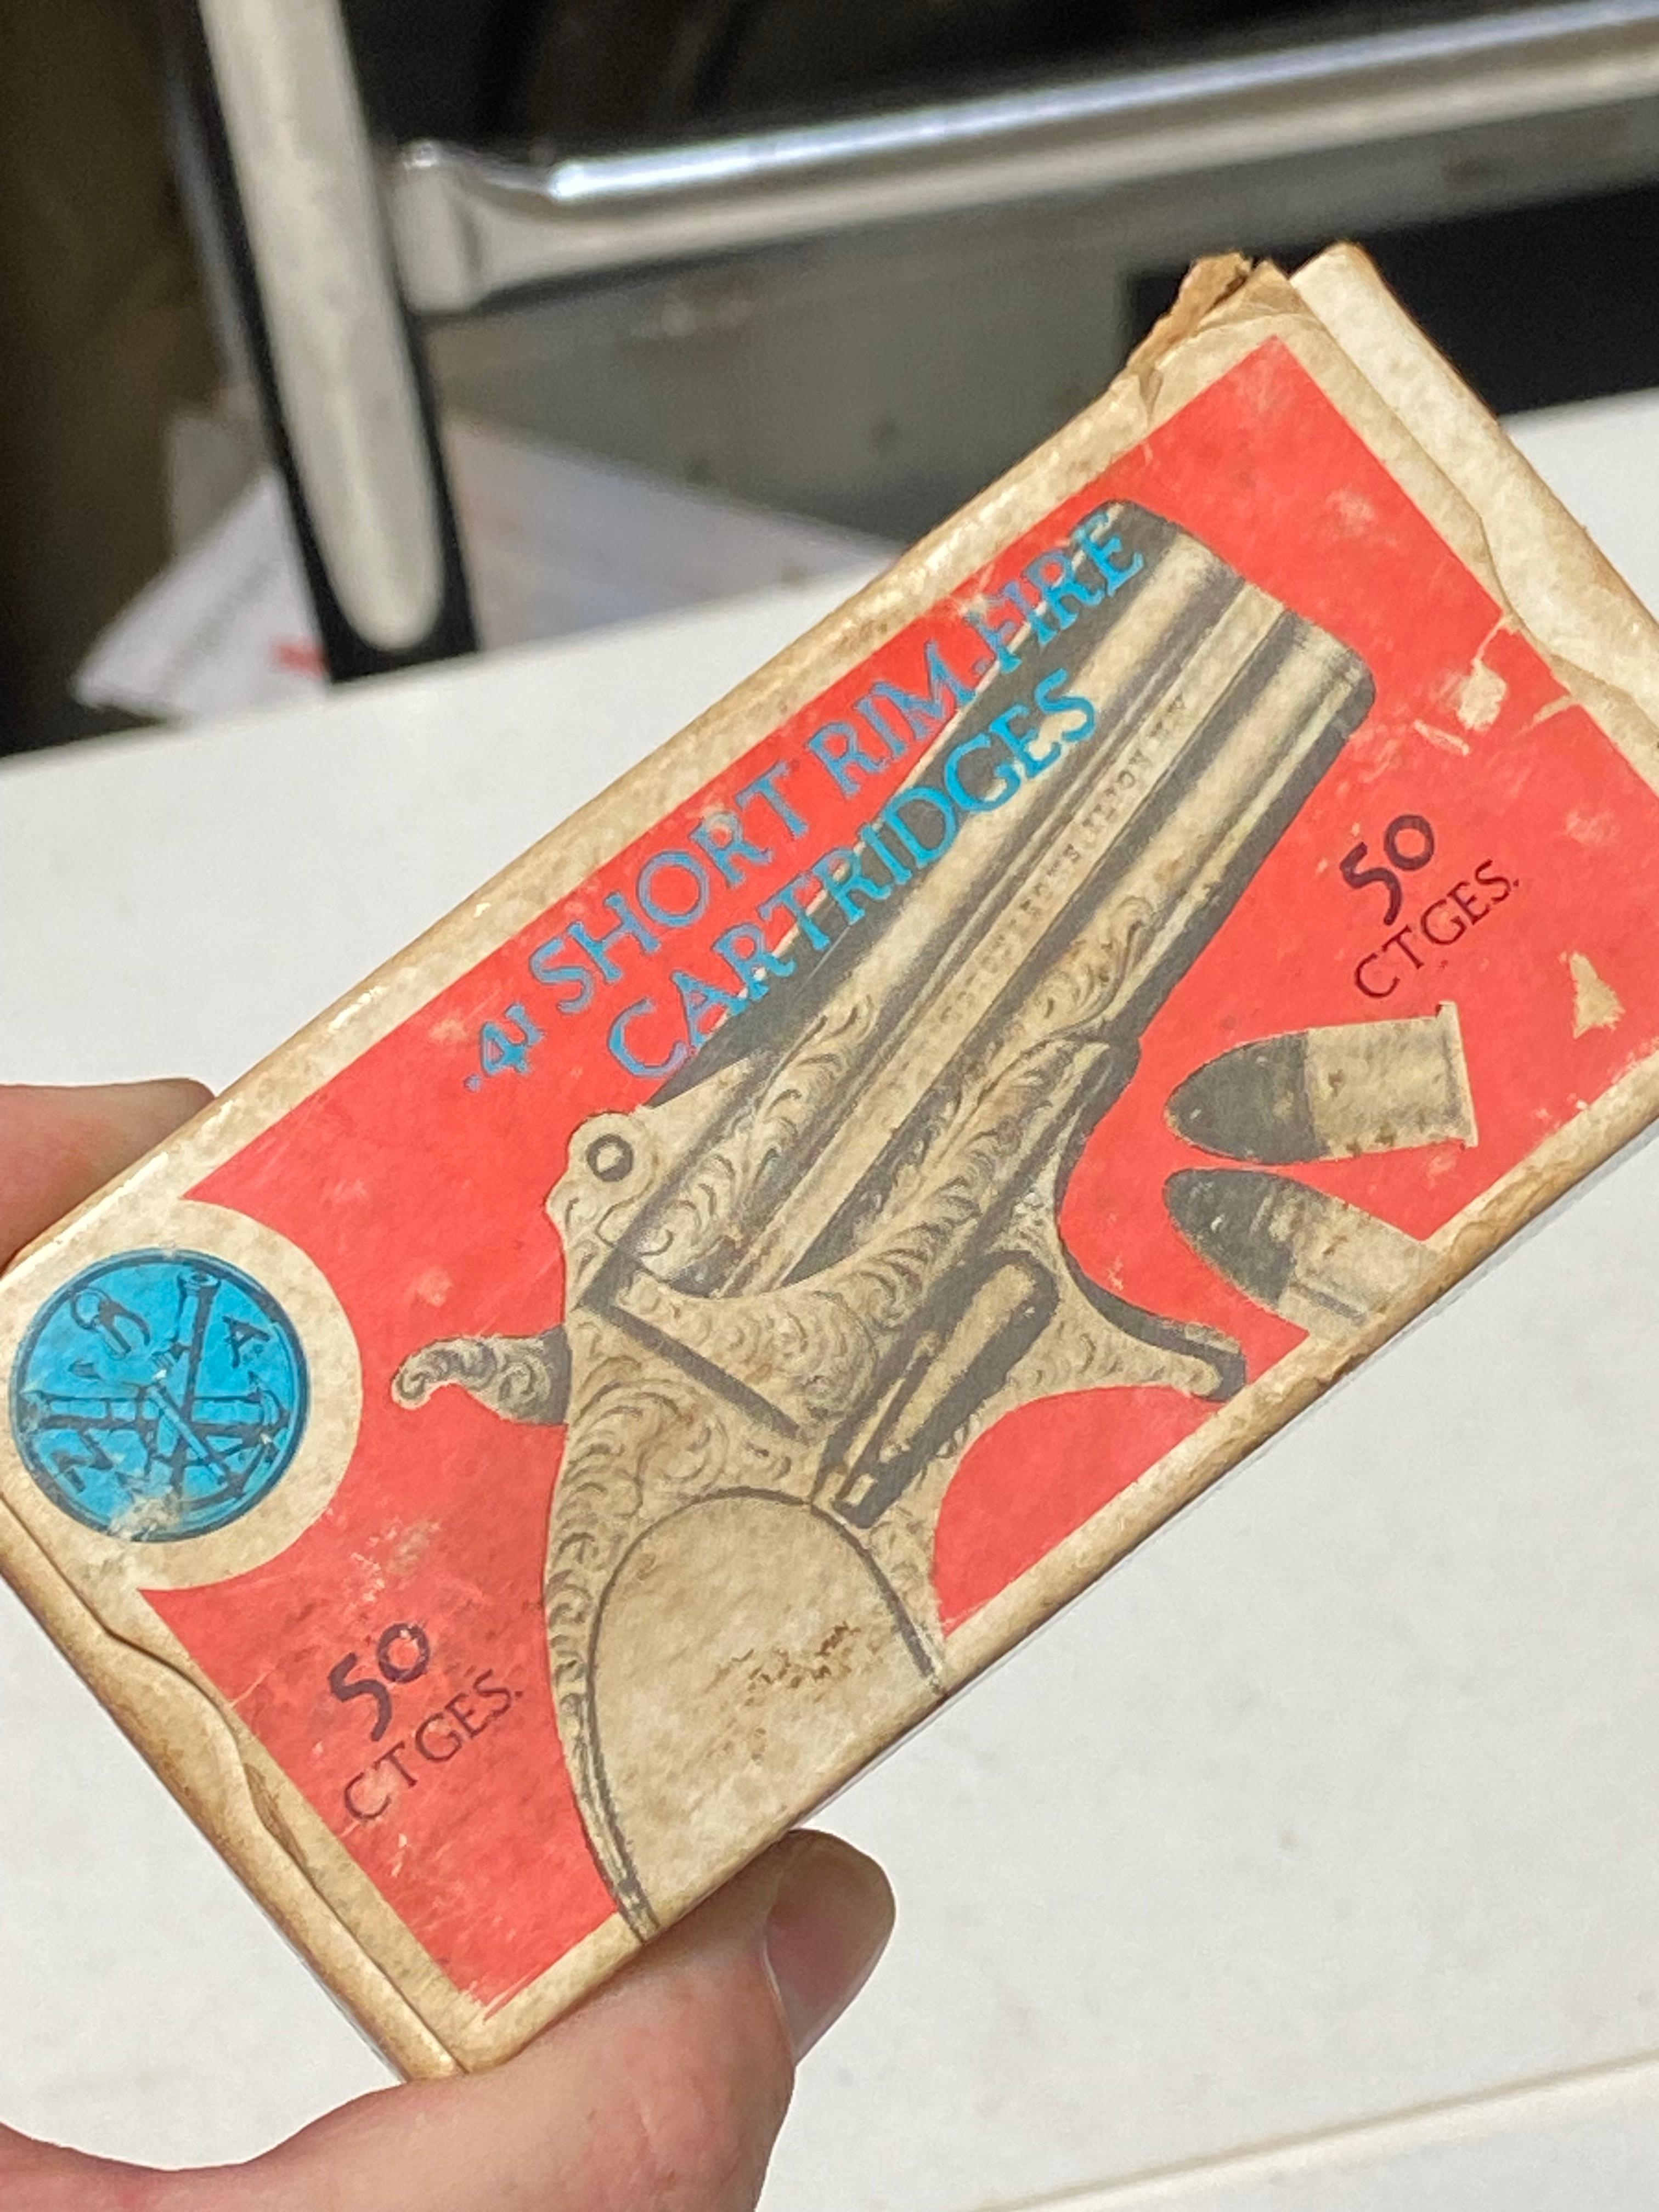 .41 SHORT RIM-FIRE
CARTRIDGES
50
CTGES.
50
CTGES.